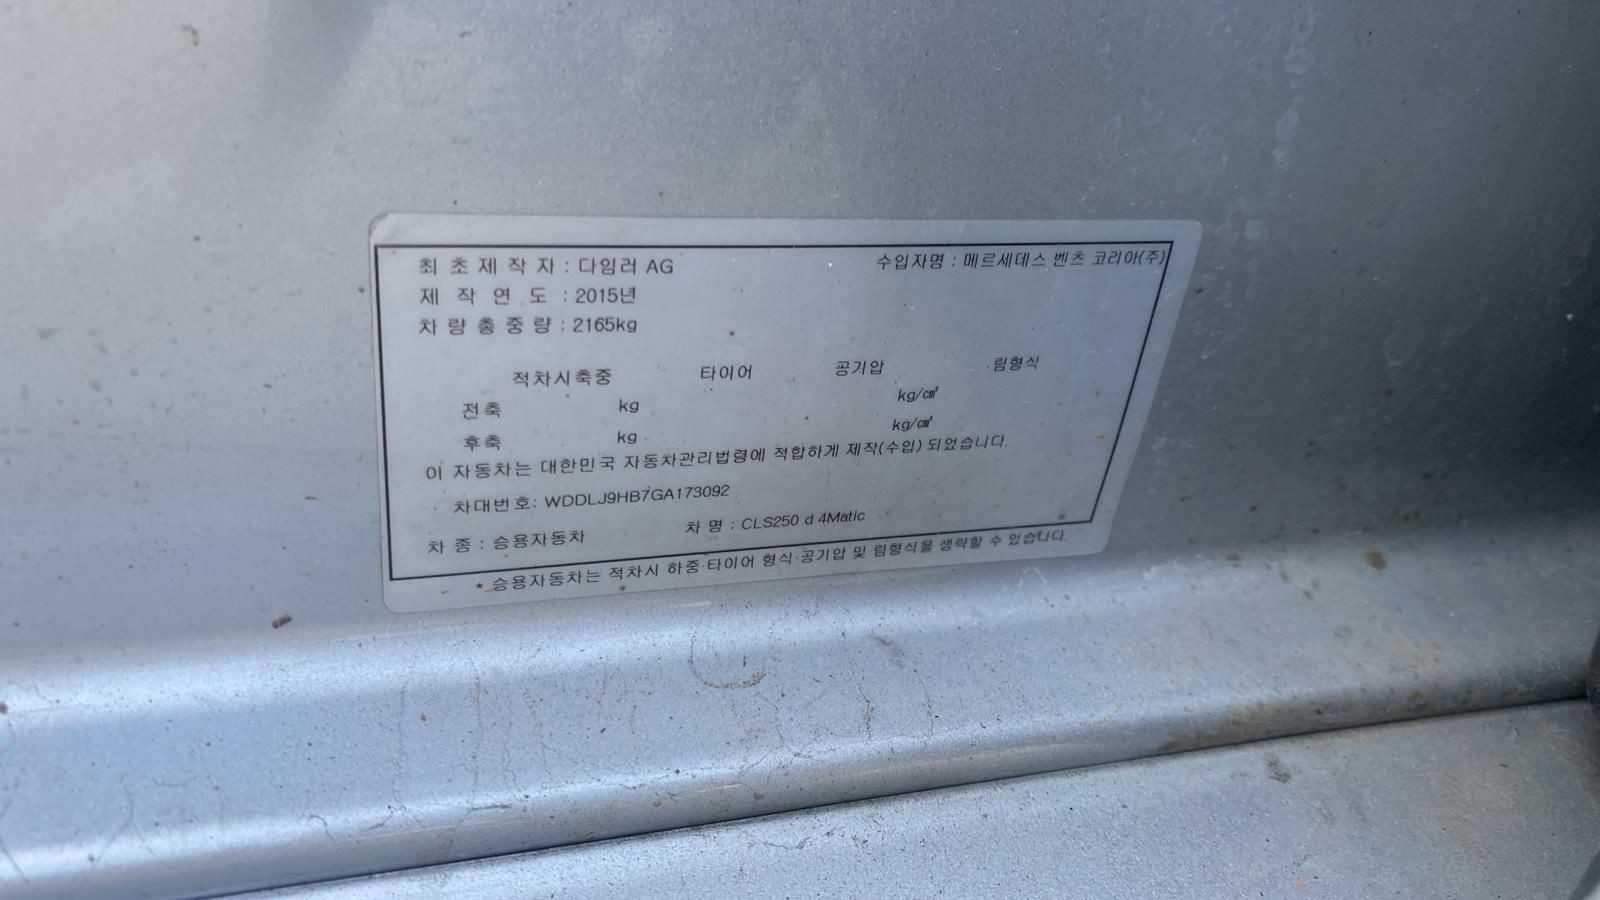 최초제작자 : 다임러 AG 수입자명 : 메르세데스 벤츠 코리아(주)
제작연도 : 2015년
차량총중량 : 2165kg
적차시축중 타이어 공기압 림형식
전축 kg kg/㎠
후축 kg kg/㎠
이 자동차는 대한민국 자동차관리법령에 적합하게 제작(수입) 되었습니다.
차대번호: WDDLJ9HB7GA173092
차 종 : 승용자동차 차 명 : CLS250 d 4Matic
* 승용자동차는 적차시 하중·타이어 형식·공기압 및 림형식을 생략할 수 있습니다.